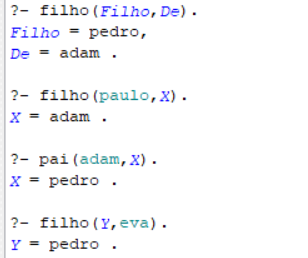 ?- filho(Filho,De).
Filho = pedro,
De = adam .
?- filho(paulo,X).
X = adam .
?- pai(adam,X).
X = pedro .
?- filho(Y,eva).
Y = pedro .